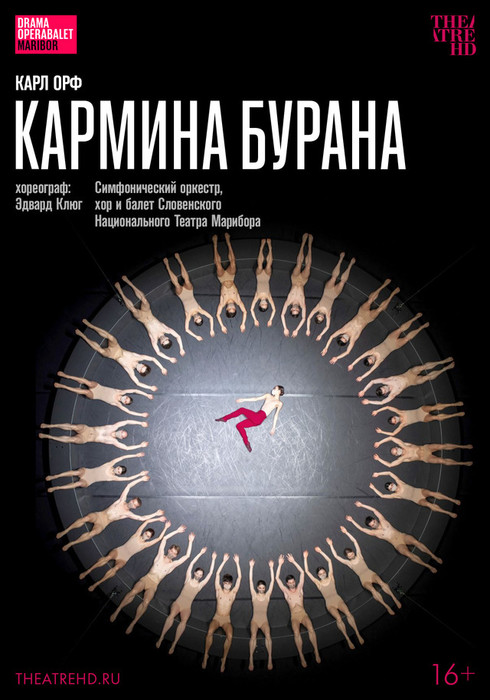 DRAMA
OPERABALET
MARIBOR
THEATRE HD
КАРЛ ОРФ
КАРМИНА БУРАНА
хореограф:
Эдвард Клюг
Симфонический оркестр,
хор и балет Словенского
Национального Театра Марибора
THEATREHD.RU
16+